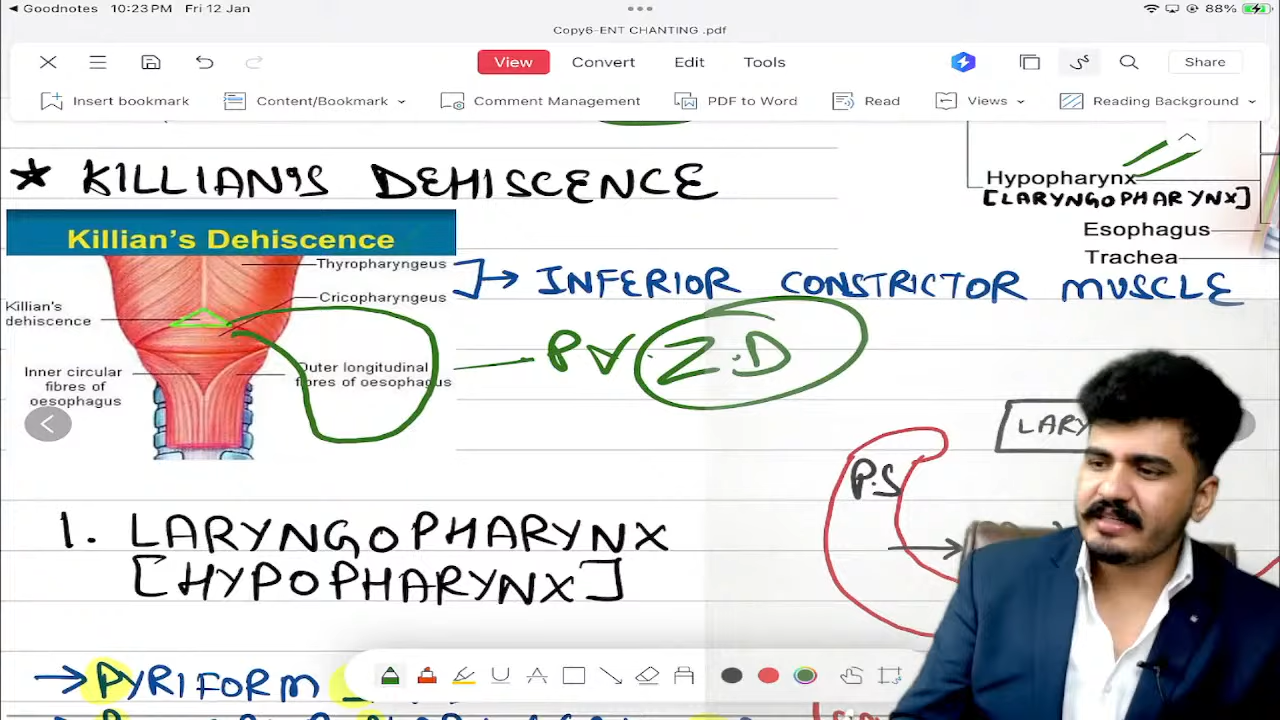 Goodnotes 10:23 PM Fri 12 Jan
88%
Copy6-ENT CHANTING .pdf
View Convert Edit Tools Share
Insert bookmark Content/Bookmark Comment Management PDF to Word Read Views Reading Background
★ KILLIAN'S DEHISCENCE
Hypopharynx
[LARYNGOPHARYNX]
Esophagus
Trachea
Killian's Dehiscence
Thyropharyngeus
Cricopharyngeus
→ INFERIOR CONSTRICTOR MUSCLE
Killian's
dehiscence
Outer longitudinal
fibres of oesophagus
Inner circular
fibres of
oesophagus
Z.D
P.S
1. LARYNGOPHARYNX
[HYPOPHARYNX]
→ PYRIFORM